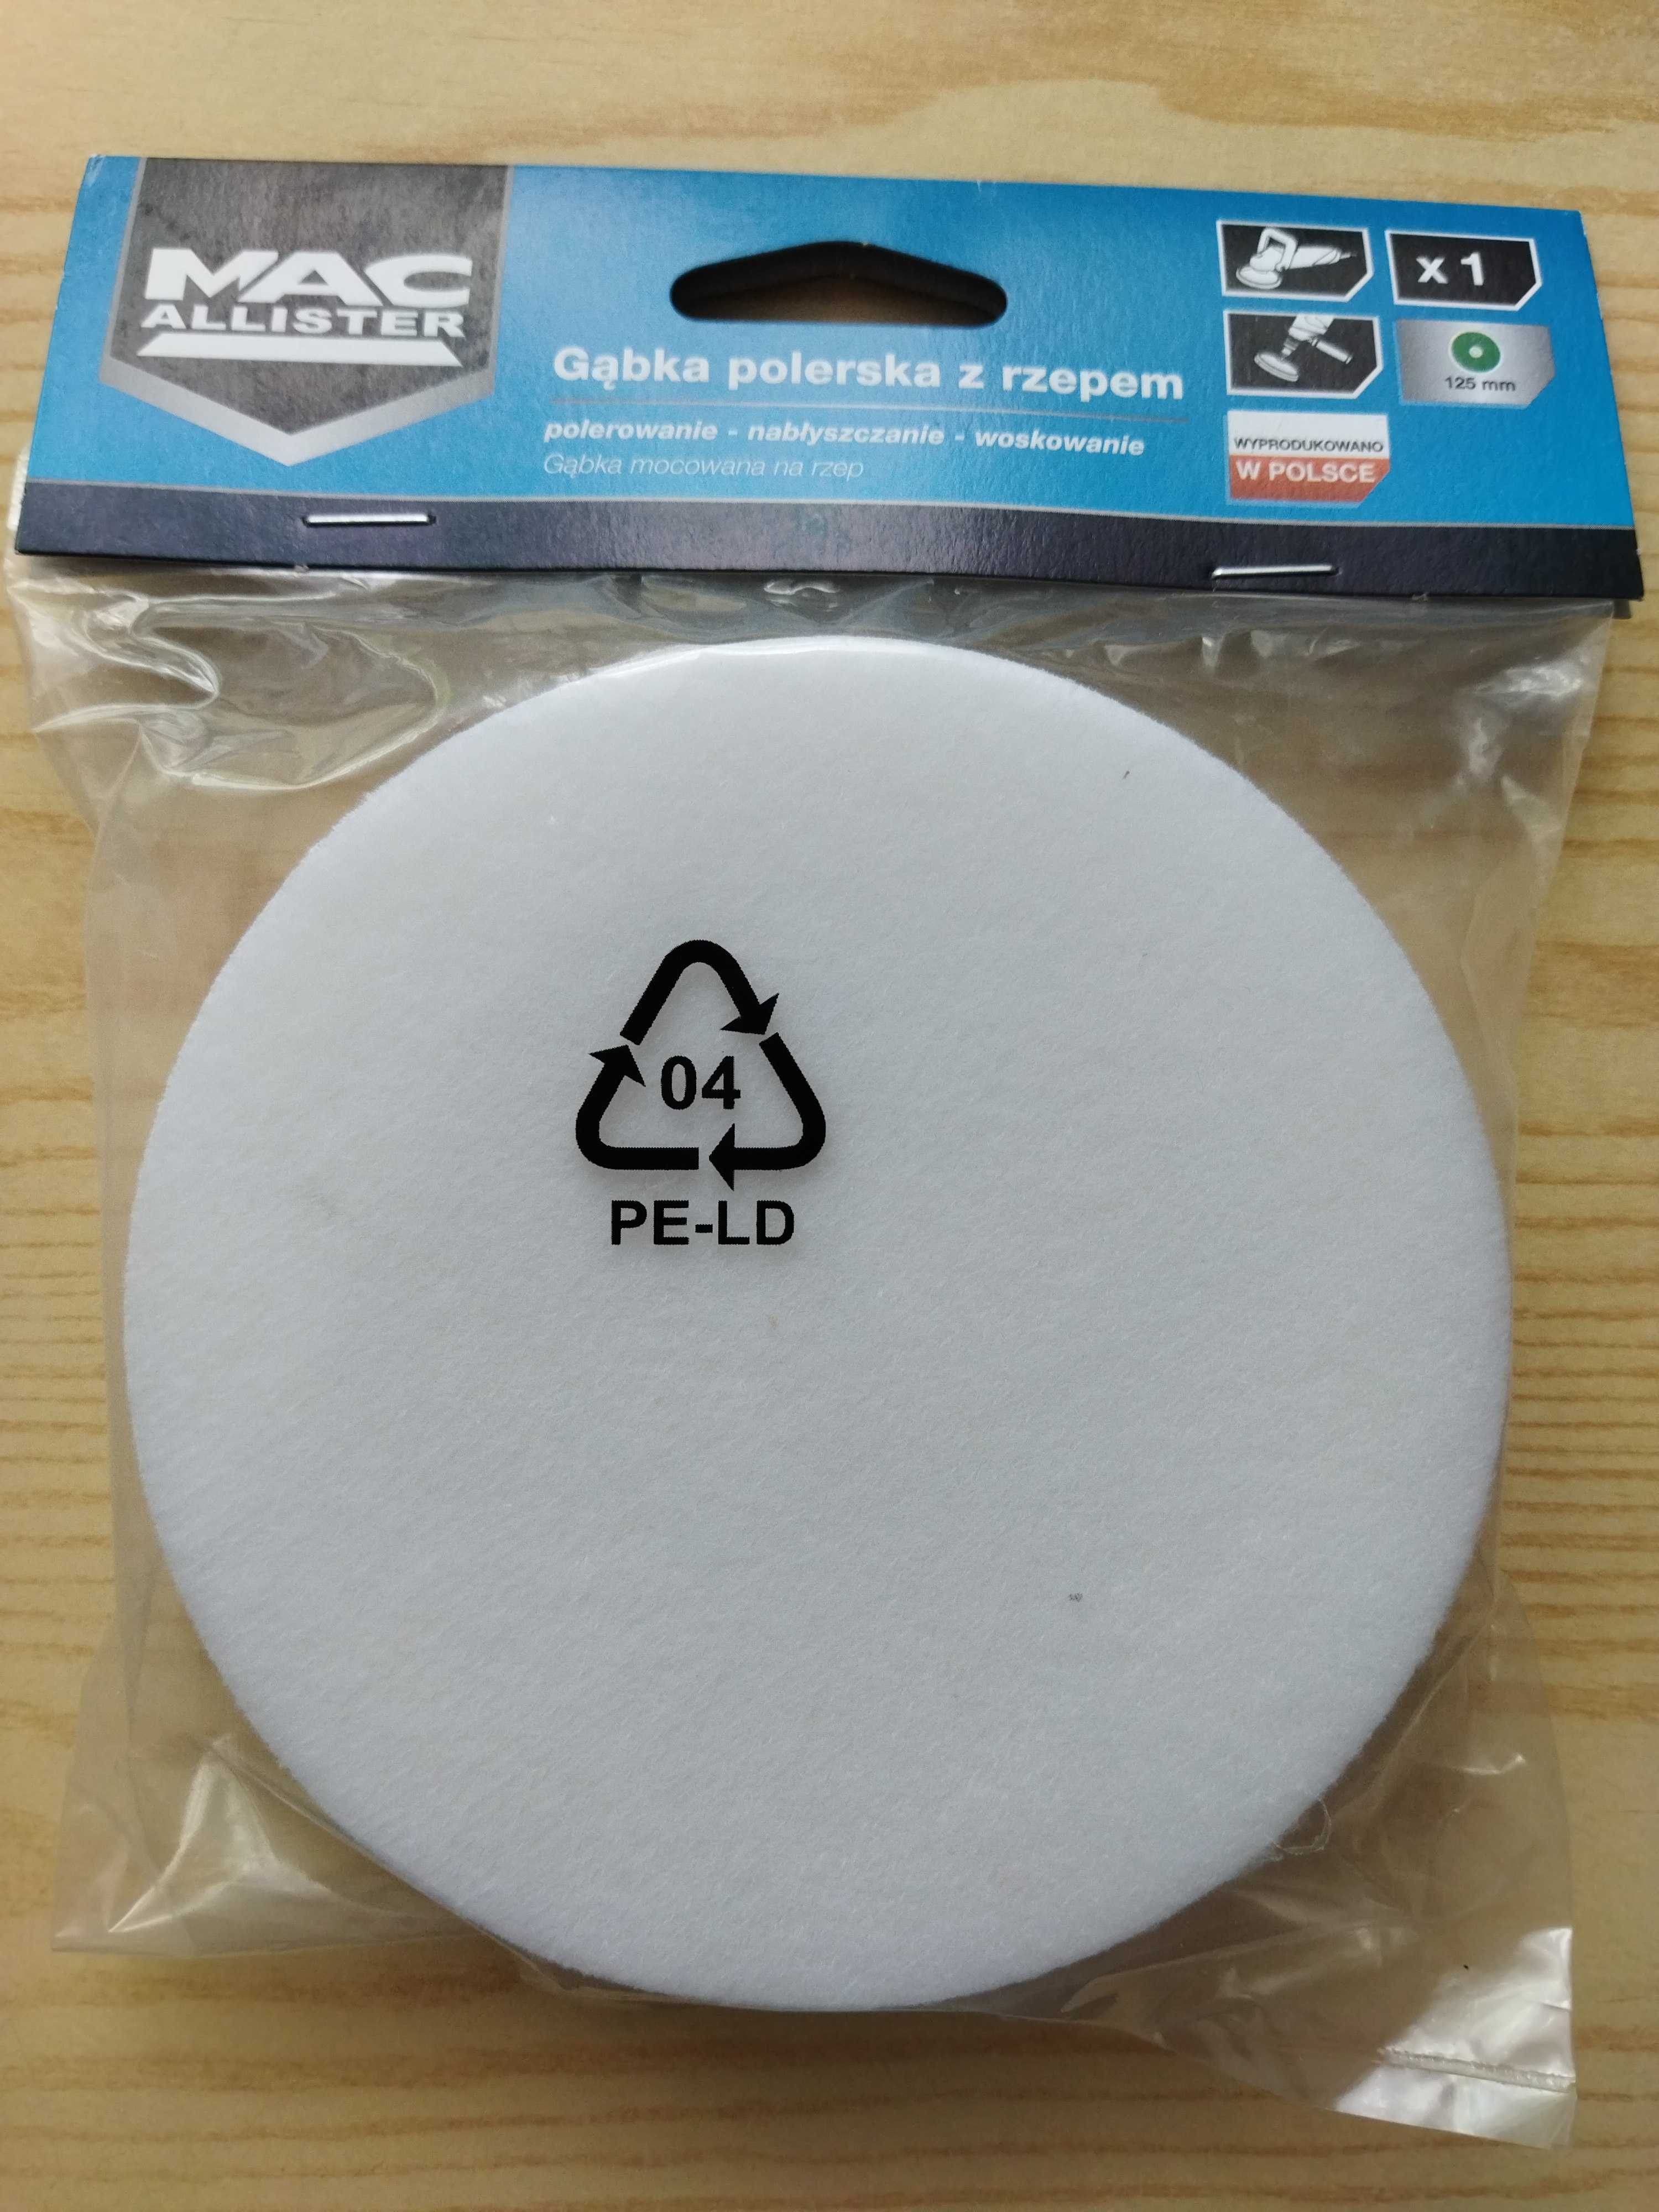 MAC
ALLISTER
Gąbka polerska z rzepem
polerowanie - nabłyszczanie - woskowanie
Gąbka mocowana na rzep
x 1
125 mm
WYPRODUKOWANO
W POLSCE
04
PE-LD